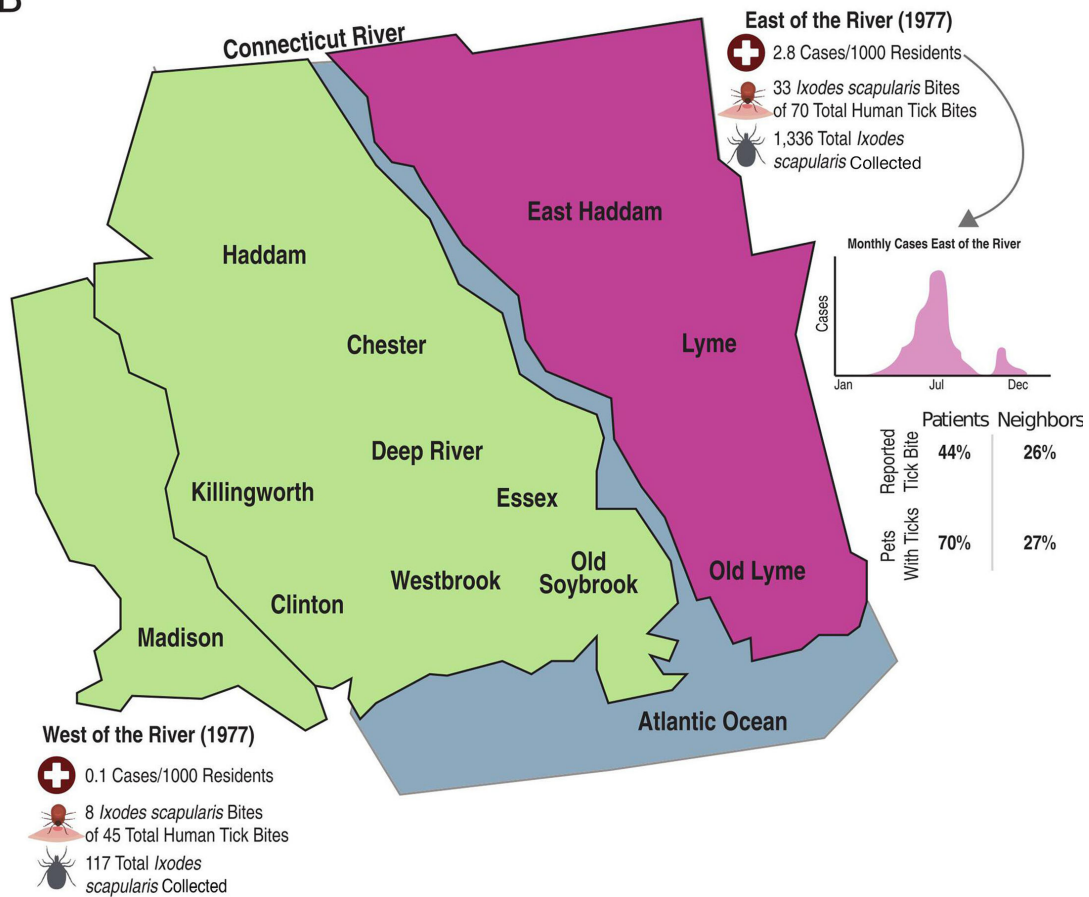 B
Connecticut River
East of the River (1977)
2.8 Cases/1000 Residents
33 Ixodes scapularis Bites
of 70 Total Human Tick Bites
1,336 Total Ixodes
scapularis Collected
East Haddam
Haddam
Chester
Lyme
Deep River
Killingworth
Essex
Old
Soybrook
Old Lyme
Westbrook
Clinton
Madison
Atlantic Ocean
Monthly Cases East of the River
Cases
Jan
Jul
Dec
Patients
Neighbors
Reported
Tick Bite
44%
26%
Pets
With Ticks
70%
27%
West of the River (1977)
0.1 Cases/1000 Residents
8 Ixodes scapularis Bites
of 45 Total Human Tick Bites
117 Total Ixodes
scapularis Collected